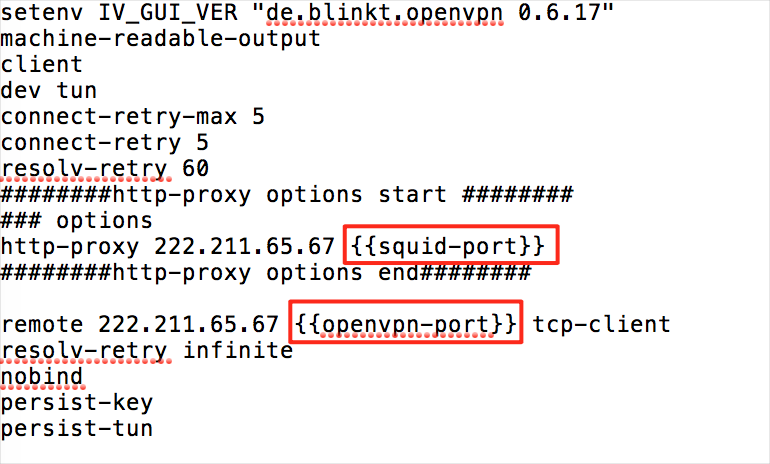 setenv IV_GUI_VER "de.blinkt.openvpn 0.6.17"
machine-readable-output
client
dev tun
connect-retry-max 5
connect-retry 5
resolv-retry 60
########http-proxy options start ########
### options
http-proxy 222.211.65.67 {{squid-port}}
########http-proxy options end########
remote 222.211.65.67 {{openvpn-port}} tcp-client
resolv-retry infinite
nobind
persist-key
persist-tun